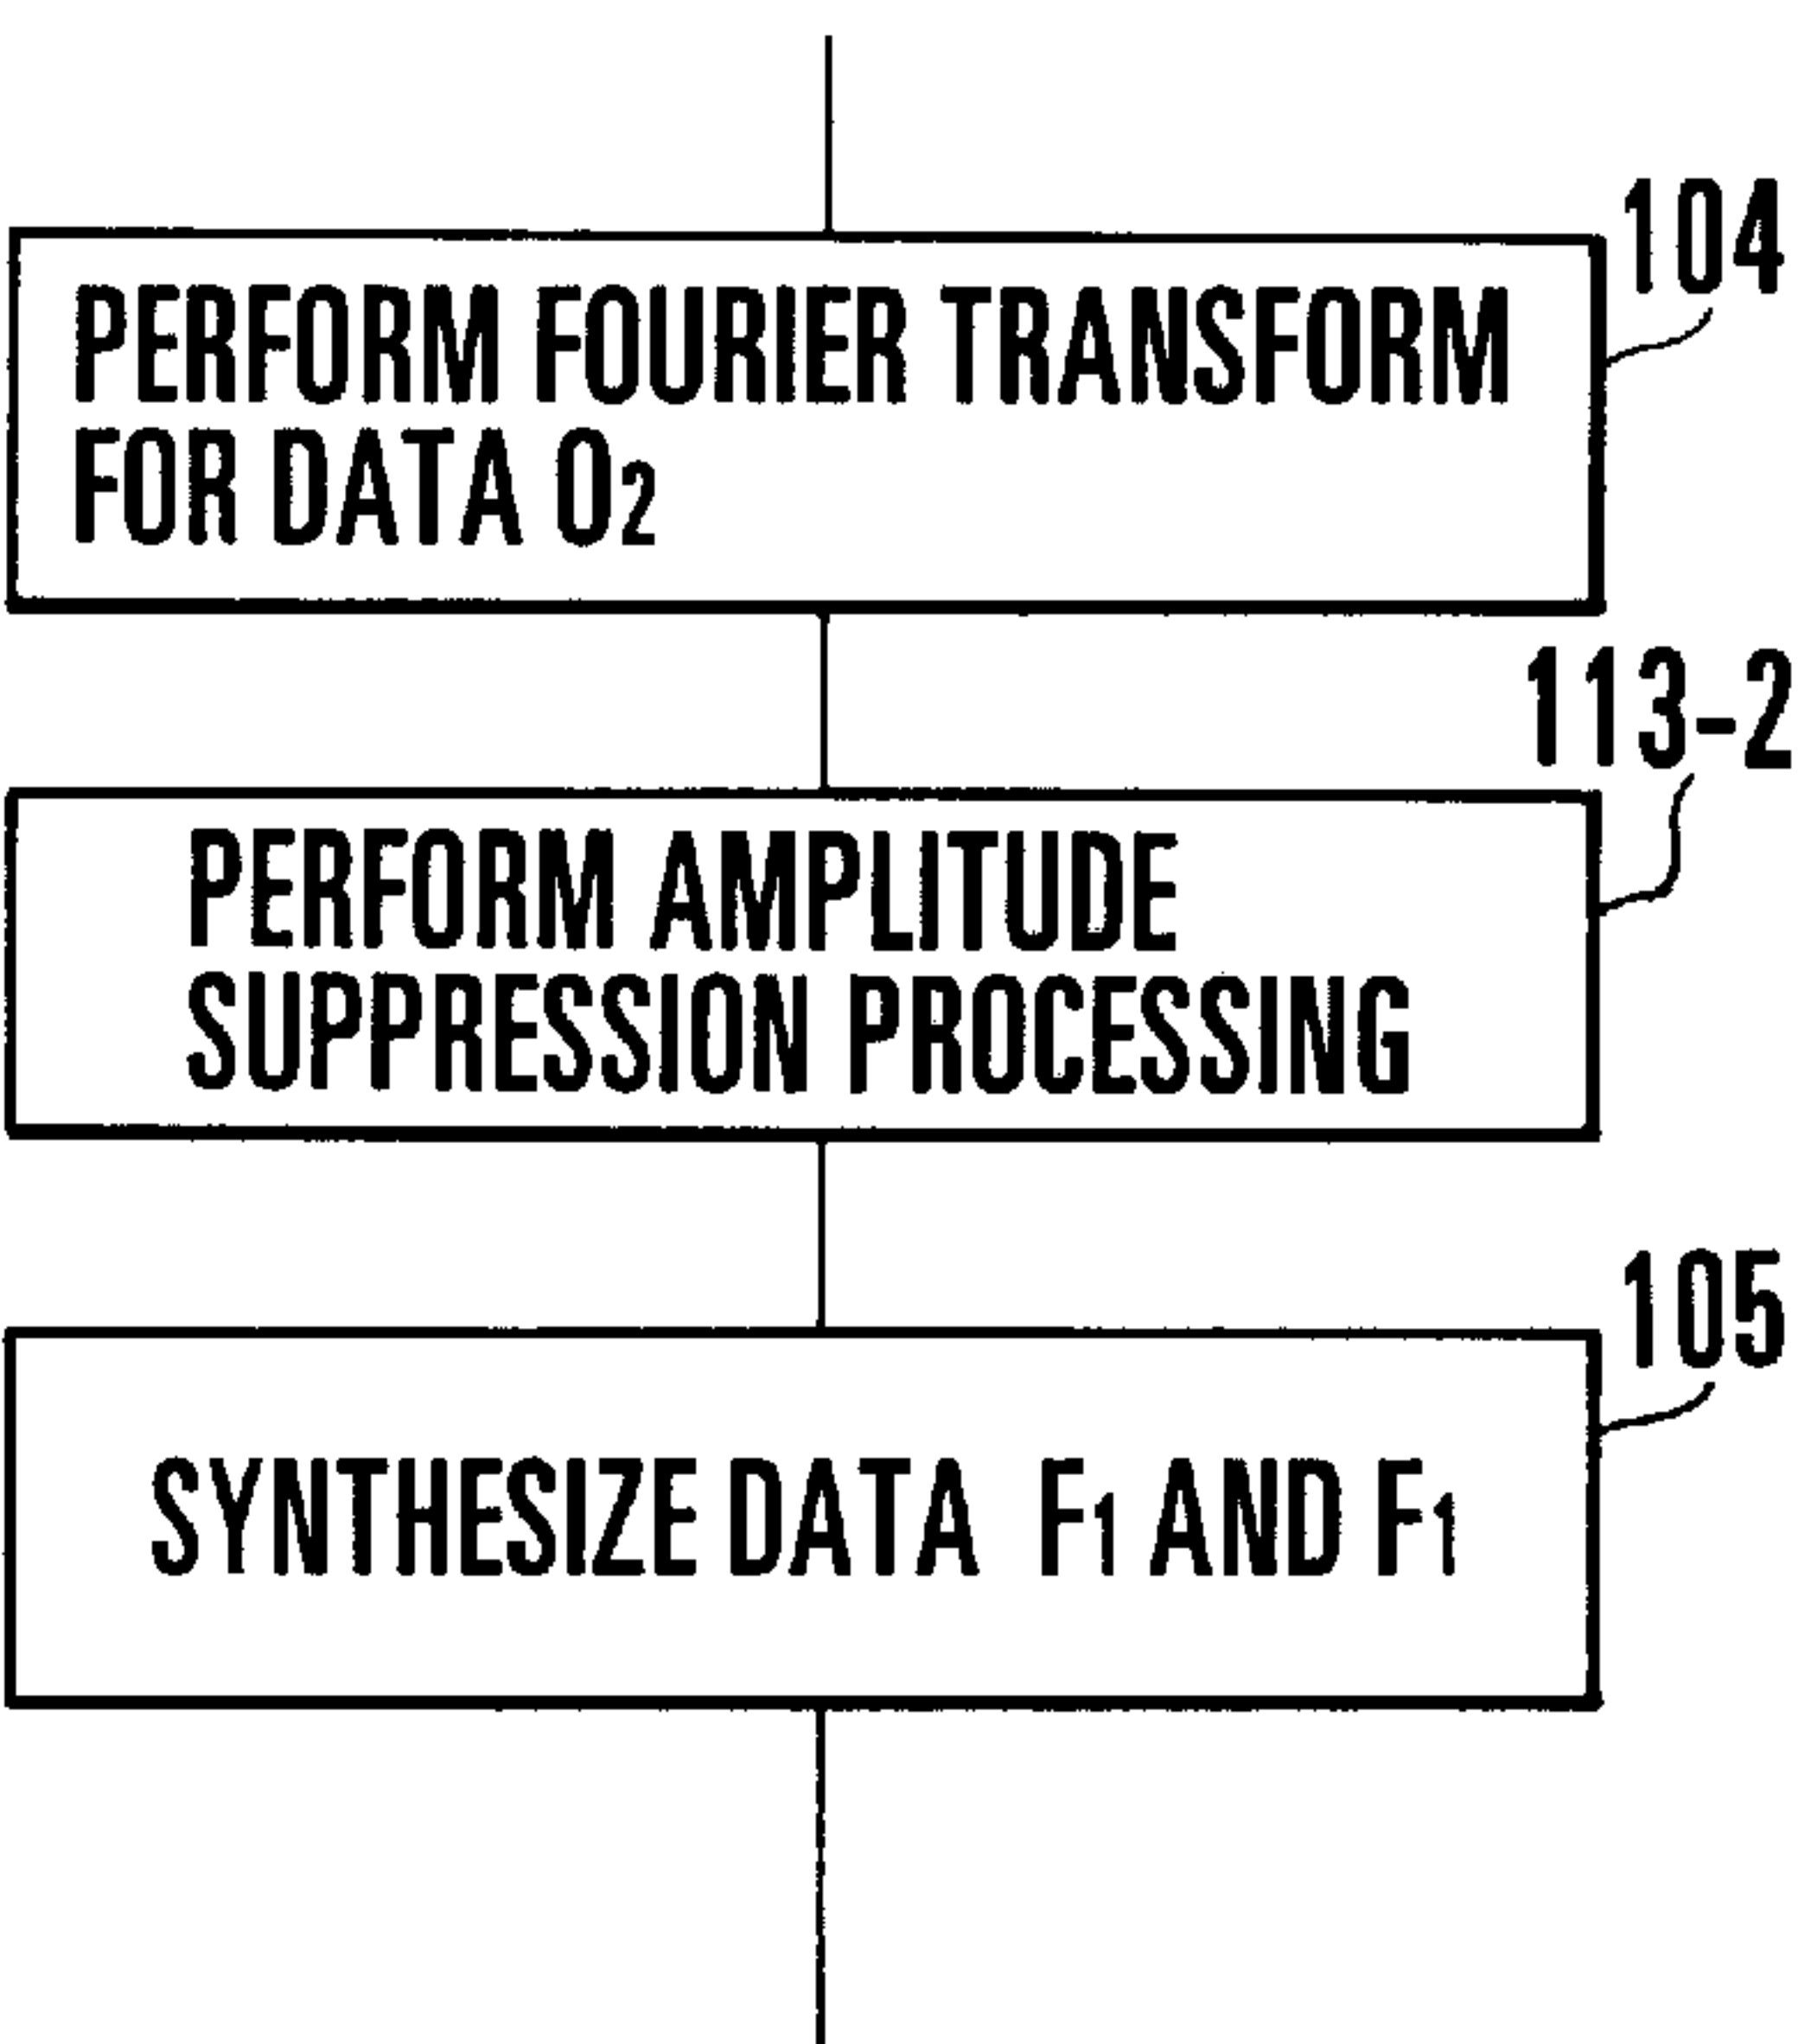 104
PERFORM FOURIER TRANSFORM
FOR DATA O₂
113-2
PERFORM AMPLITUDE
SUPPRESSION PROCESSING
105
SYNTHESIZE DATA F₁ AND F₁